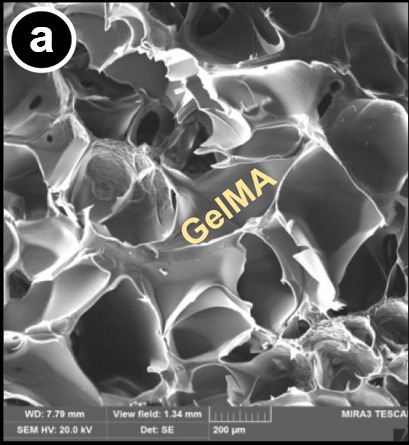 a
GelMA
WD: 7.79 mm View field: 1.34 mm MIRA3 TESCA
SEM HV: 20.0 kV Det: SE 200 µm